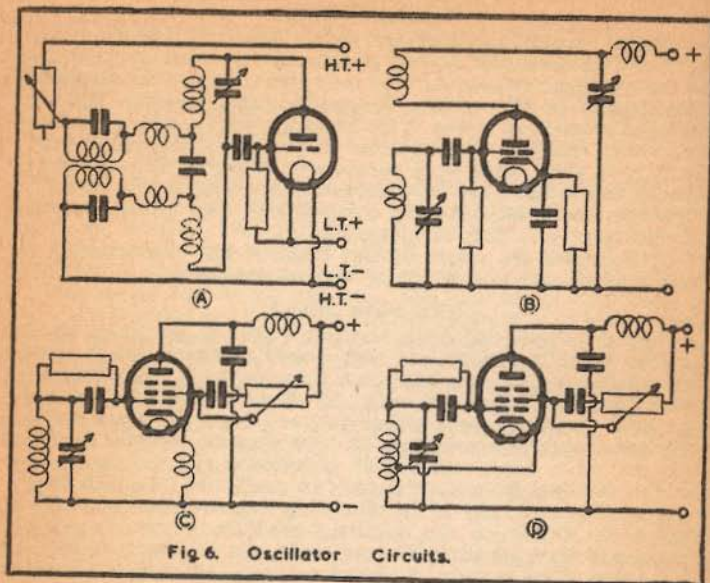 H.T.+
L.T.+
L.T.-
H.T.-
A
+
B
+
-
C
+
D
Fig. 6. Oscillator Circuits.